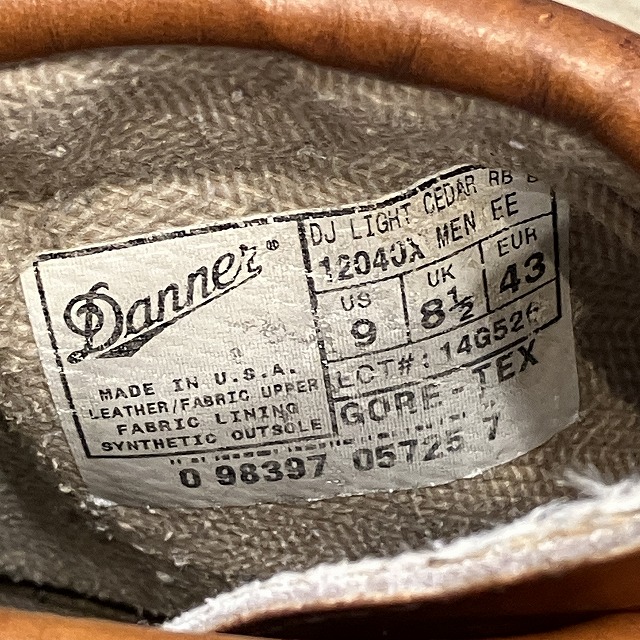 Danner®
MADE IN U.S.A.
LEATHER/FABRIC UPPER
FABRIC LINING
SYNTHETIC OUTSOLE
DJ LIGHT CEDAR RB
12040X MEN EE
US UK EUR
9 8½ 43
LOT#: 14G526
GORE-TEX
0 98397 05725 7